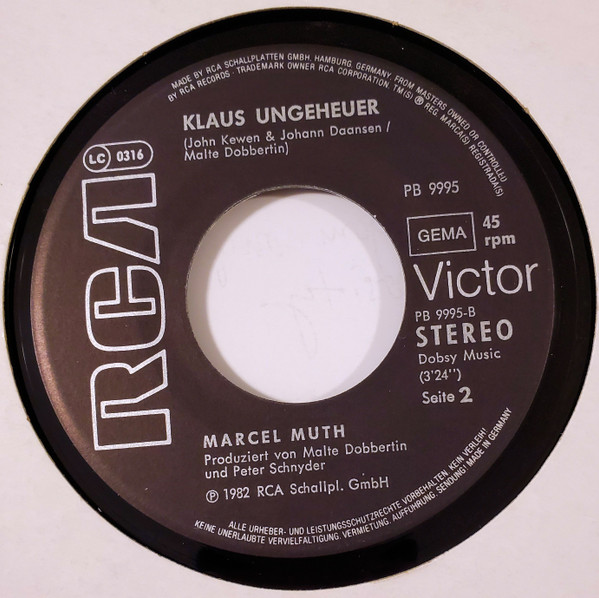 MADE BY RCA SCHALLPLATTEN GMBH, HAMBURG, GERMANY, FROM MASTERS OWNED OR CONTROLLED
BY RCA RECORDS · TRADEMARK OWNER RCA CORPORATION, TM(S) ® REG. MARCA(S) REGISTRADA(S)
KLAUS UNGEHEUER
(John Kewen & Johann Daansen /
Malte Dobbertin)
LC 0316
RCA
PB 9995
GEMA
45
rpm
Victor
PB 9995-B
STEREO
Dobsy Music
(3'24")
Seite 2
MARCEL MUTH
Produziert von Malte Dobbertin
und Peter Schnyder
℗ 1982 RCA Schallpl. GmbH
ALLE URHEBER- UND LEISTUNGSSCHUTZRECHTE VORBEHALTEN, KEIN VERLEIH!
KEINE UNERLAUBTE VERVIELFÄLTIGUNG, VERMIETUNG, AUFFÜHRUNG, SENDUNG! MADE IN GERMANY